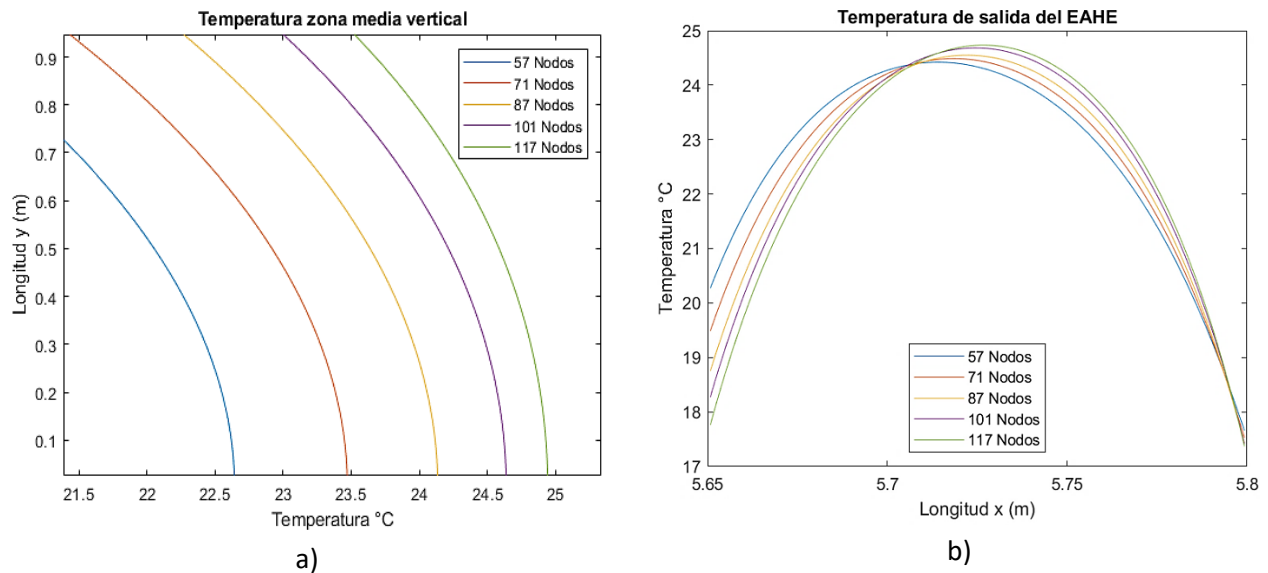 Temperatura zona media vertical
0.9
0.8
0.7
0.6
0.5
0.4
0.3
0.2
0.1
Longitud y (m)
57 Nodos
71 Nodos
87 Nodos
101 Nodos
117 Nodos
21.5 22 22.5 23 23.5 24 24.5 25
Temperatura °C
a)
Temperatura de salida del EAHE
25
24
23
22
21
20
19
18
17
Temperatura °C
57 Nodos
71 Nodos
87 Nodos
101 Nodos
117 Nodos
5.65 5.7 5.75 5.8
Longitud x (m)
b)